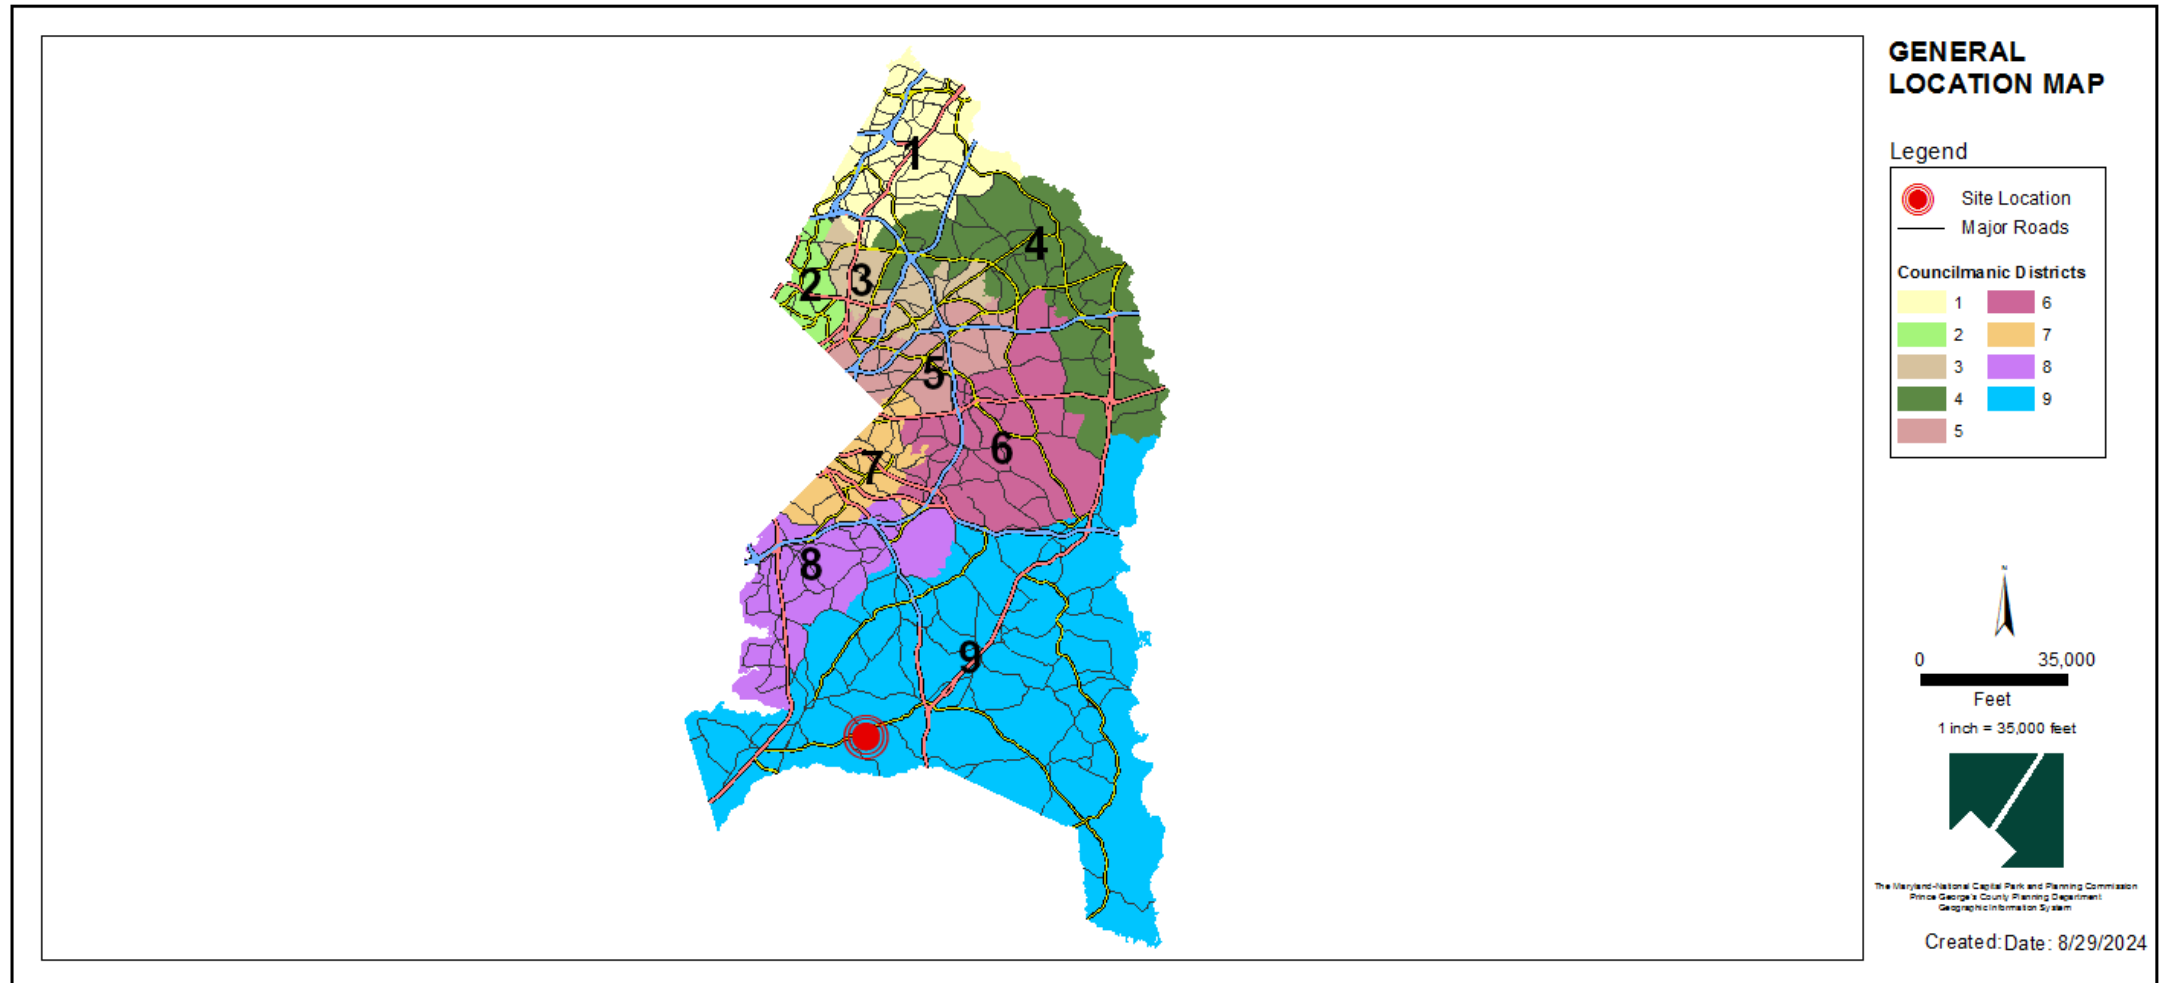 GENERAL
LOCATION MAP
Legend
Site Location
Major Roads
Councilmanic Districts
1 6
2 7
3 8
4 9
5
1
4
2
3
5
6
7
8
9
N
0 35,000
Feet
1 inch = 35,000 feet
The Maryland-National Capital Park and Planning Commission
Prince George's County Planning Department
Geographic Information System
Created: Date: 8/29/2024